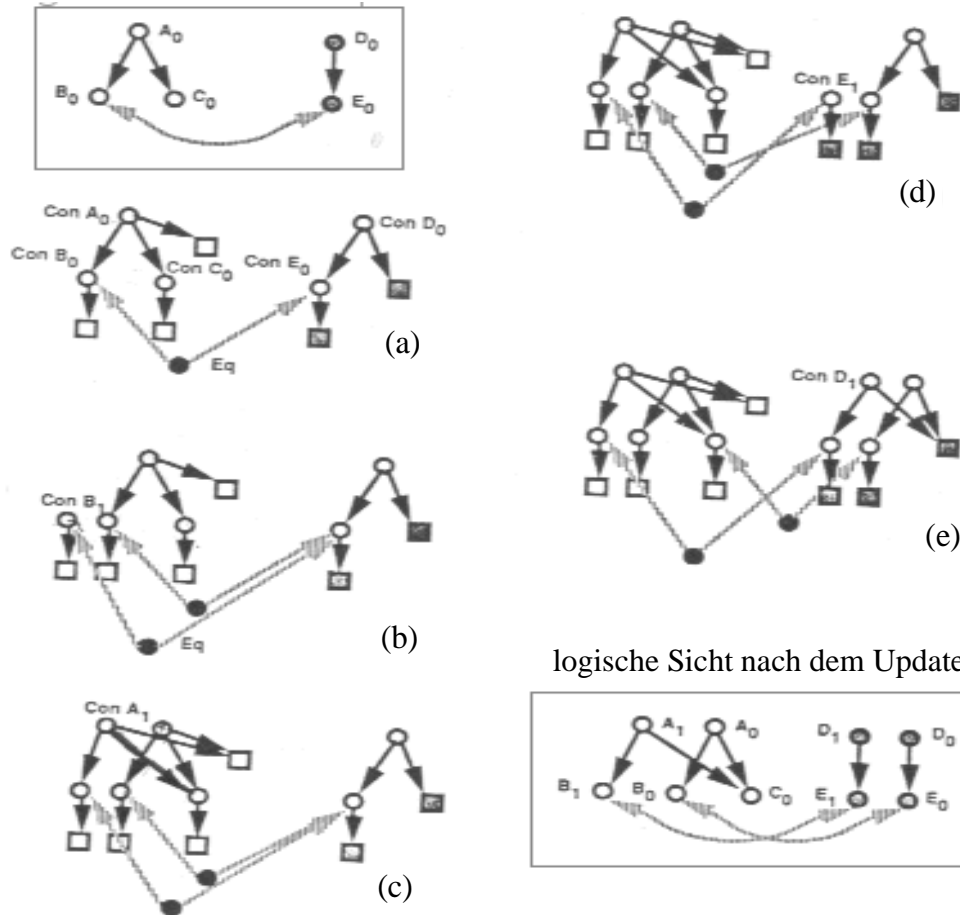 A0
D0
B0
C0
E0
Con A0
Con D0
Con B0
Con C0
Con E0
Eq
(a)
Con B1
Eq
(b)
Con A1
(c)
Con E1
(d)
Con D1
(e)
logische Sicht nach dem Update
A1
A0
D1
D0
B1
B0
C0
E1
E0